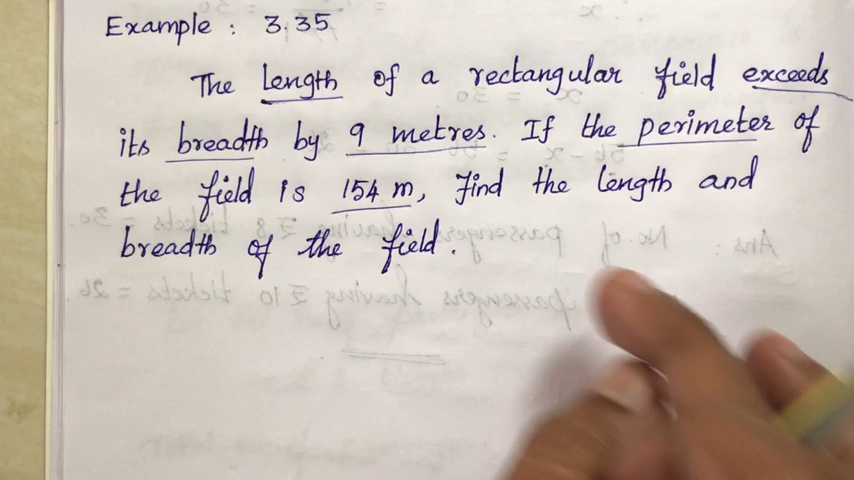 Example : 3.35
The Length of a rectangular field exceeds
its breadth by 9 metres. If the perimeter of
the field is 154 m, Find the length and
breadth of the field.